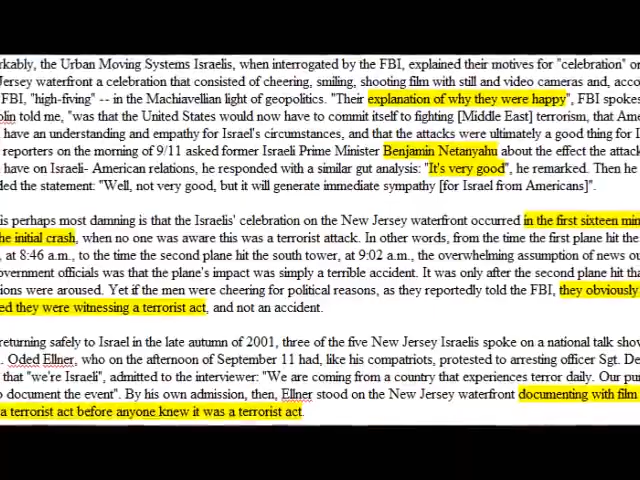 rkably, the Urban Moving Systems Israelis, when interrogated by the FBI, explained their motives for "celebration" or
Jersey waterfront a celebration that consisted of cheering, smiling, shooting film with still and video cameras and, acco
FBI, "high-fiving" -- in the Machiavellian light of geopolitics. "Their explanation of why they were happy", FBI spokes
olin told me, "was that the United States would now have to commit itself to fighting [Middle East] terrorism, that Ame
have an understanding and empathy for Israel's circumstances, and that the attacks were ultimately a good thing for I
reporters on the morning of 9/11 asked former Israeli Prime Minister Benjamin Netanyahu about the effect the attack
have on Israeli- American relations, he responded with a similar gut analysis: "It's very good", he remarked. Then he
ded the statement: "Well, not very good, but it will generate immediate sympathy [for Israel from Americans]".
is perhaps most damning is that the Israelis' celebration on the New Jersey waterfront occurred in the first sixteen min
he initial crash, when no one was aware this was a terrorist attack. In other words, from the time the first plane hit the
, at 8:46 a.m., to the time the second plane hit the south tower, at 9:02 a.m., the overwhelming assumption of news ou
overnment officials was that the plane's impact was simply a terrible accident. It was only after the second plane hit tha
ions were aroused. Yet if the men were cheering for political reasons, as they reportedly told the FBI, they obviously
ed they were witnessing a terrorist act, and not an accident.
returning safely to Israel in the late autumn of 2001, three of the five New Jersey Israelis spoke on a national talk show
. Oded Ellner, who on the afternoon of September 11 had, like his compatriots, protested to arresting officer Sgt. De
that "we're Israeli", admitted to the interviewer: "We are coming from a country that experiences terror daily. Our pu
o document the event". By his own admission, then, Ellner stood on the New Jersey waterfront documenting with film
a terrorist act before anyone knew it was a terrorist act.